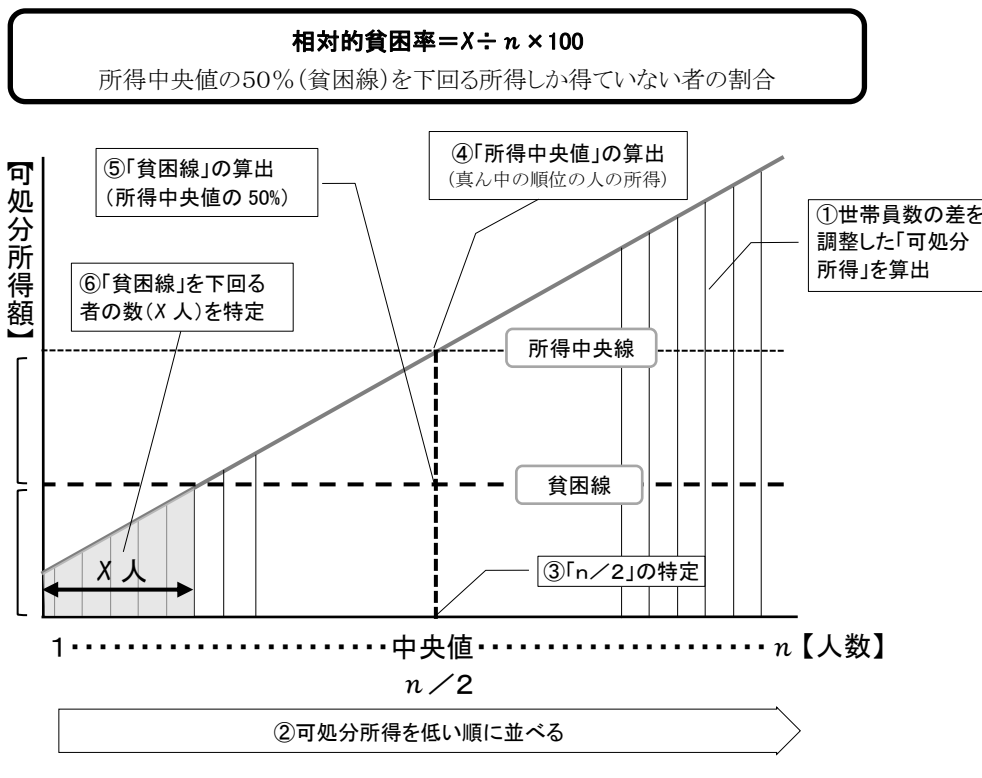 相対的貧困率＝X÷ n ×100
所得中央値の50％（貧困線）を下回る所得しか得ていない者の割合
【可処分所得額】
⑤「貧困線」の算出
（所得中央値の 50%）
④「所得中央値」の算出
（真ん中の順位の人の所得）
①世帯員数の差を
調整した「可処分
所得」を算出
⑥「貧困線」を下回る
者の数（X 人）を特定
所得中央線
貧困線
X 人
③「ｎ／２」の特定
1・・・・・・・・・・・・・・・・・・・・・・中央値・・・・・・・・・・・・・・・・・・・・ n 【人数】
n ／２
②可処分所得を低い順に並べる